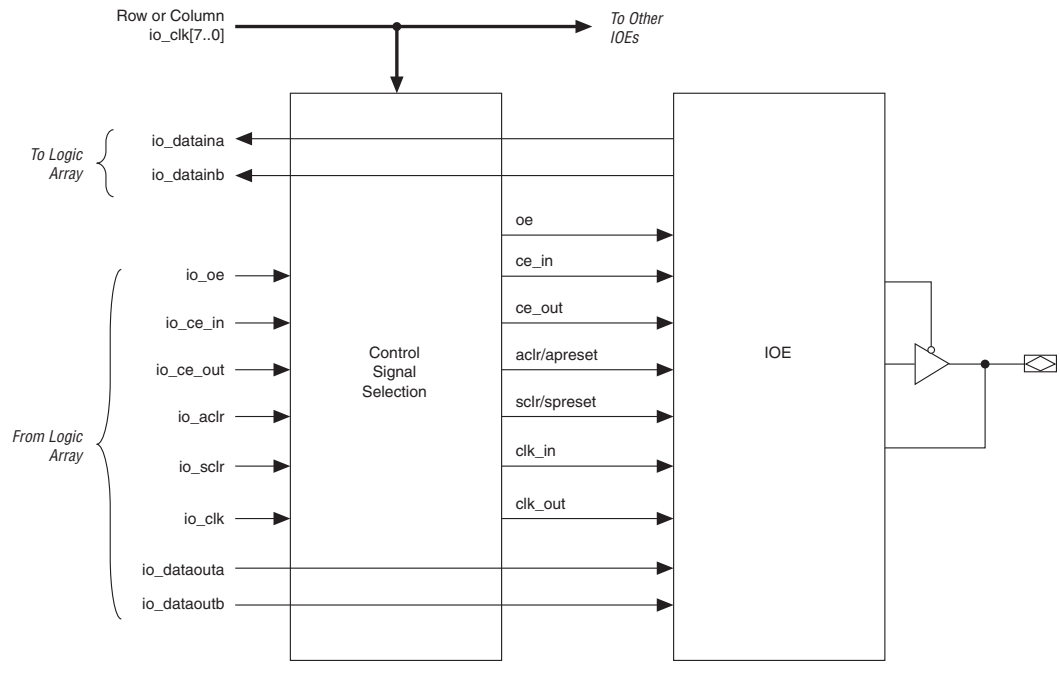 Row or Column
io_clk[7..0]
To Other
IOEs
To Logic
Array
io_dataina
io_datainb
oe
ce_in
ce_out
aclr/apreset
sclr/spreset
clk_in
clk_out
From Logic
Array
io_oe
io_ce_in
io_ce_out
io_aclr
io_sclr
io_clk
io_dataouta
io_dataoutb
Control
Signal
Selection
IOE